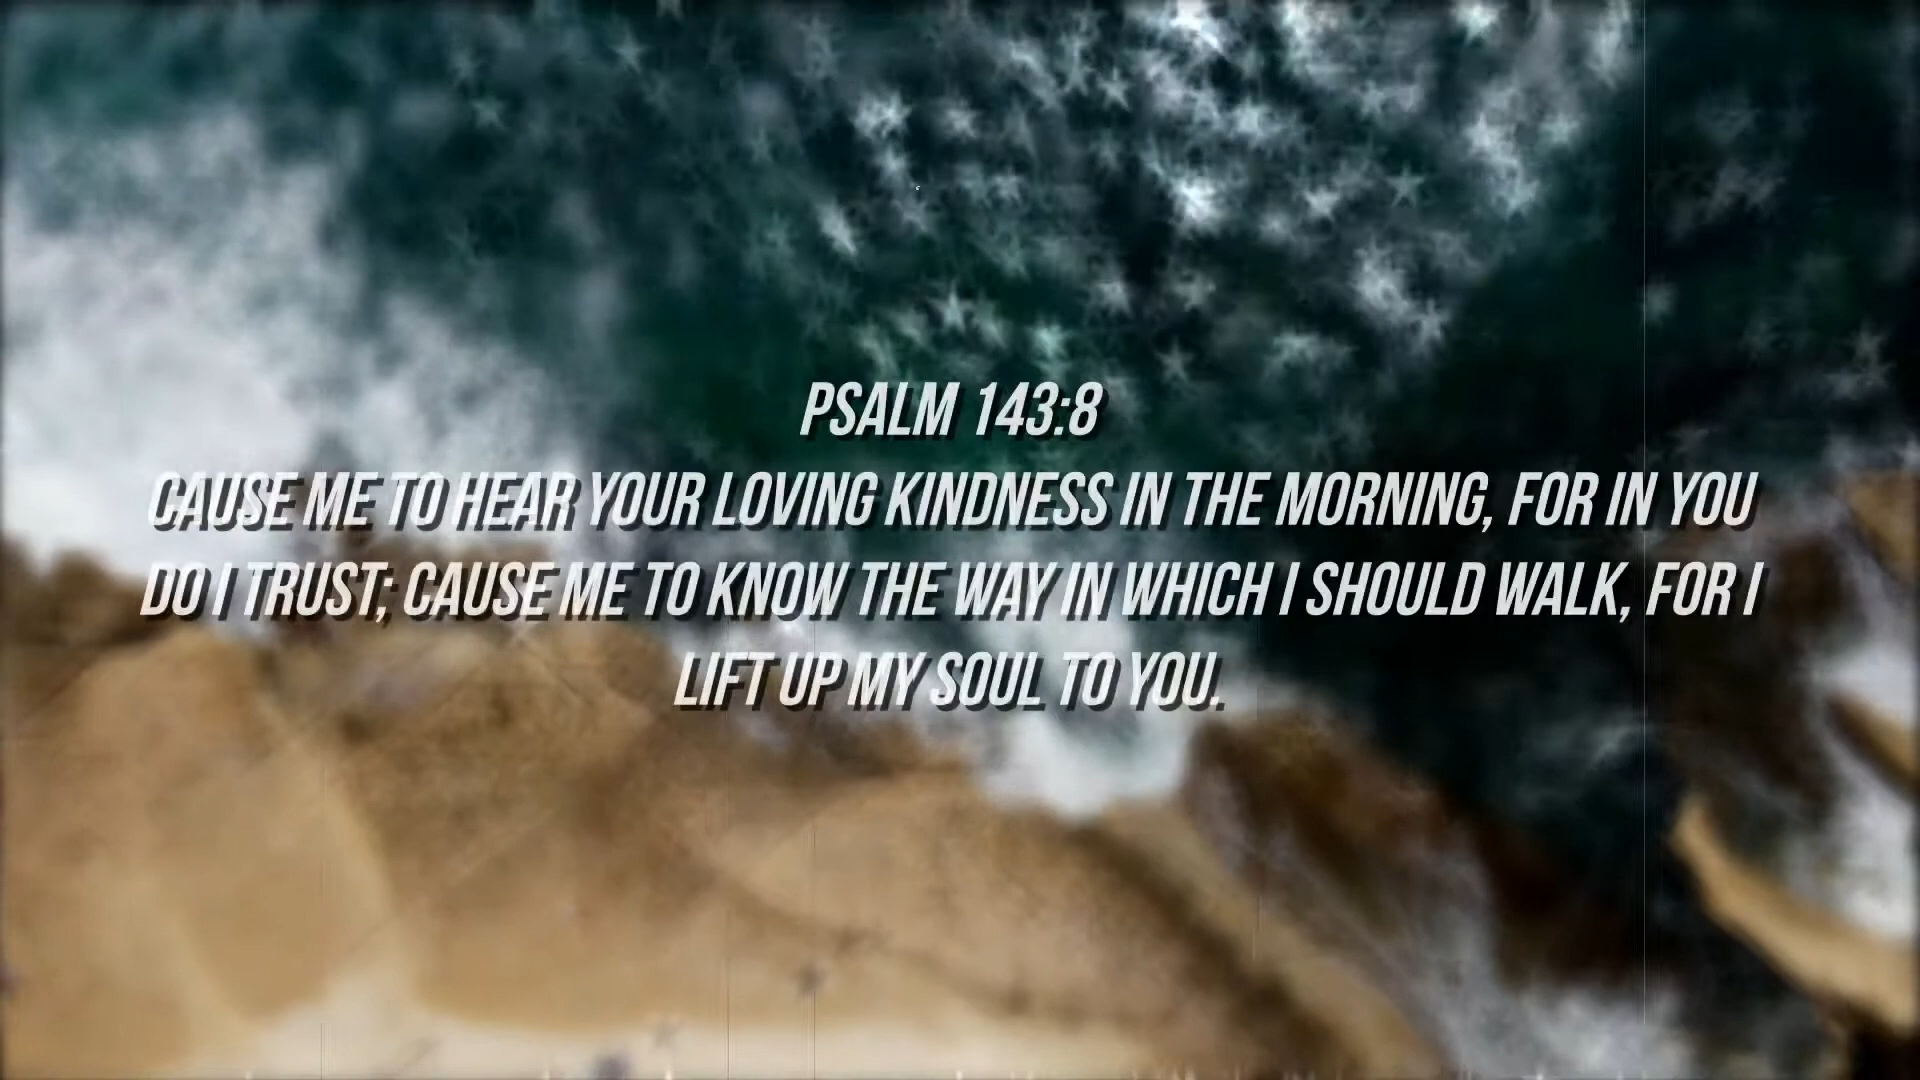 PSALM 143:8
CAUSE ME TO HEAR YOUR LOVING KINDNESS IN THE MORNING, FOR IN YOU
DO I TRUST; CAUSE ME TO KNOW THE WAY IN WHICH I SHOULD WALK, FOR I
LIFT UP MY SOUL TO YOU.